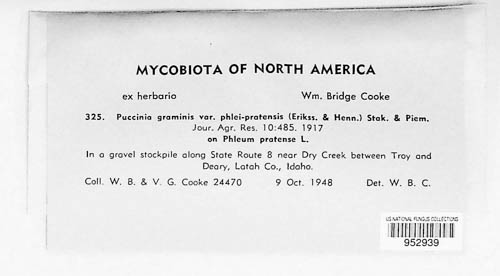 MYCOBIOTA OF NORTH AMERICA
ex herbario Wm. Bridge Cooke
325. Puccinia graminis var. phlei-pratensis (Erikss. & Henn.) Stak. & Piem.
Jour. Agr. Res. 10:485. 1917
on Phleum pratense L.
In a gravel stockpile along State Route 8 near Dry Creek between Troy and
Deary, Latah Co., Idaho.
Coll. W. B. & V. G. Cooke 24470 9 Oct. 1948 Det. W. B. C.
US NATIONAL FUNGUS COLLECTIONS
952939